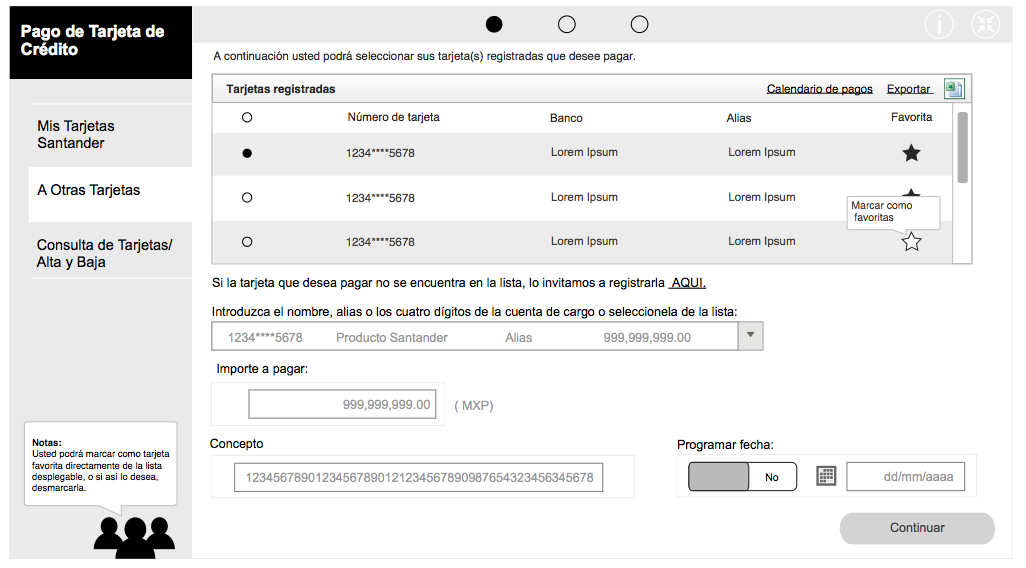 Pago de Tarjeta de
Crédito
A continuación usted podrá seleccionar sus tarjeta(s) registradas que desee pagar.
Tarjetas registradas
Calendario de pagos
Exportar
Número de tarjeta
Banco
Alias
Favorita
1234****5678
Lorem Ipsum
Lorem Ipsum
1234****5678
Lorem Ipsum
Lorem Ipsum
Marcar como
favoritas
1234****5678
Lorem Ipsum
Lorem Ipsum
Mis Tarjetas
Santander
A Otras Tarjetas
Consulta de Tarjetas/
Alta y Baja
Si la tarjeta que desea pagar no se encuentra en la lista, lo invitamos a registrarla AQUI.
Introduzca el nombre, alias o los cuatro dígitos de la cuenta de cargo o seleccionela de la lista:
1234****5678
Producto Santander
Alias
999,999,999.00
Importe a pagar:
999,999,999.00
( MXP)
Concepto
12345678901234567890121234567890987654323456345678
Programar fecha:
No
dd/mm/aaaa
Continuar
Notas:
Usted podrá marcar como tarjeta
favorita directamente de la lista
desplegable, o si asi lo desea,
desmarcarla.